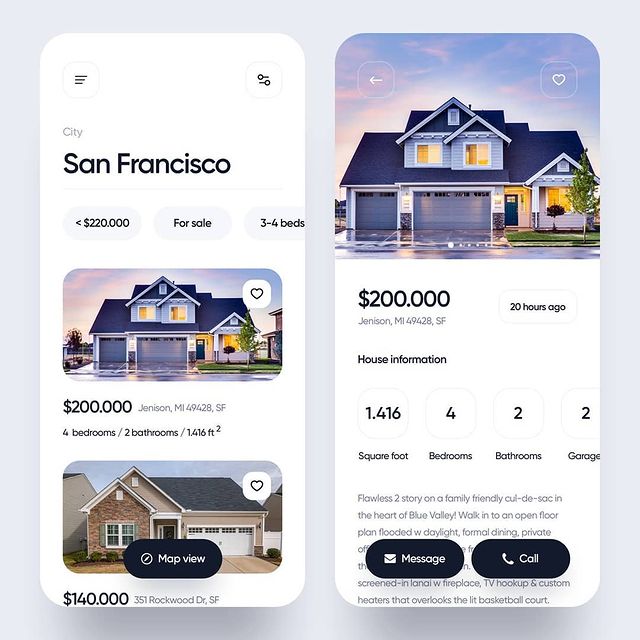 City
San Francisco
< $220.000
For sale
3-4 beds
$200.000 Jenison, MI 49428, SF
4 bedrooms / 2 bathrooms / 1.416 ft 2
Map view
$140.000 351 Rockwood Dr, SF
$200.000
Jenison, MI 49428, SF
20 hours ago
House information
1.416
4
2
2
Square foot
Bedrooms
Bathrooms
Garage
Flawless 2 story on a family friendly cul-de-sac in
the heart of Blue Valley! Walk in to an open floor
plan flooded w daylight, formal dining, private
Message
Call
screened-in lanai w fireplace, TV hookup & custom
heaters that overlooks the lit basketball court.